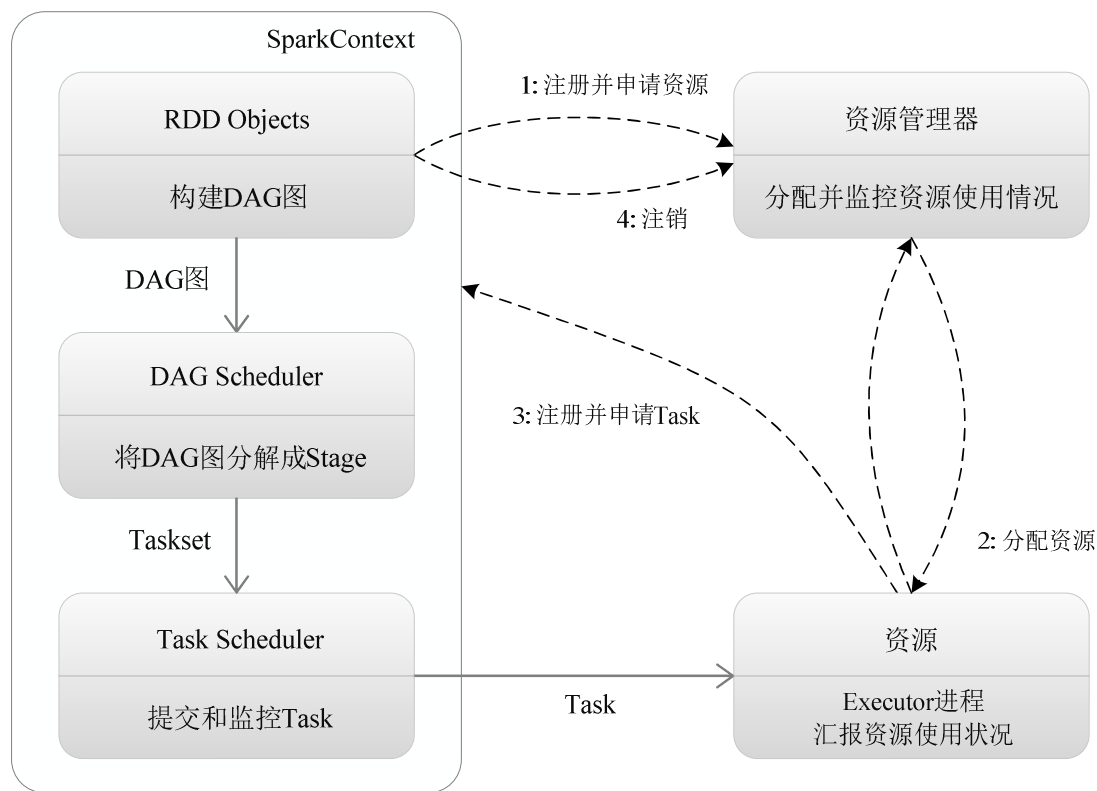 SparkContext
RDD Objects
构建DAG图
1: 注册并申请资源
资源管理器
分配并监控资源使用情况
4: 注销
DAG图
DAG Scheduler
将DAG图分解成Stage
3: 注册并申请Task
Taskset
2: 分配资源
Task Scheduler
提交和监控Task
Task
资源
Executor进程
汇报资源使用状况